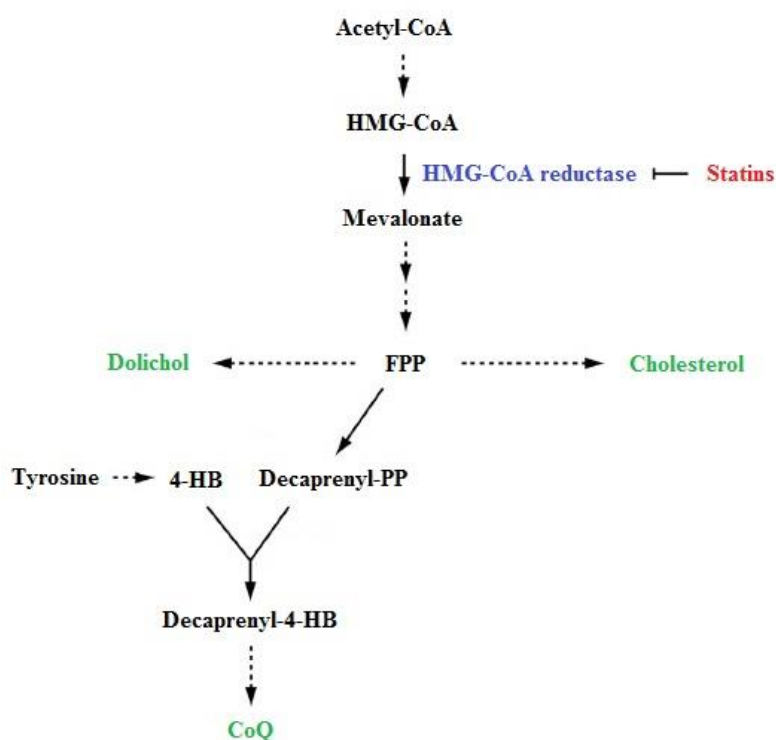 Acetyl-CoA
HMG-CoA
HMG-CoA reductase
Statins
Mevalonate
Dolichol
FPP
Cholesterol
Tyrosine
4-HB
Decaprenyl-PP
Decaprenyl-4-HB
CoQ